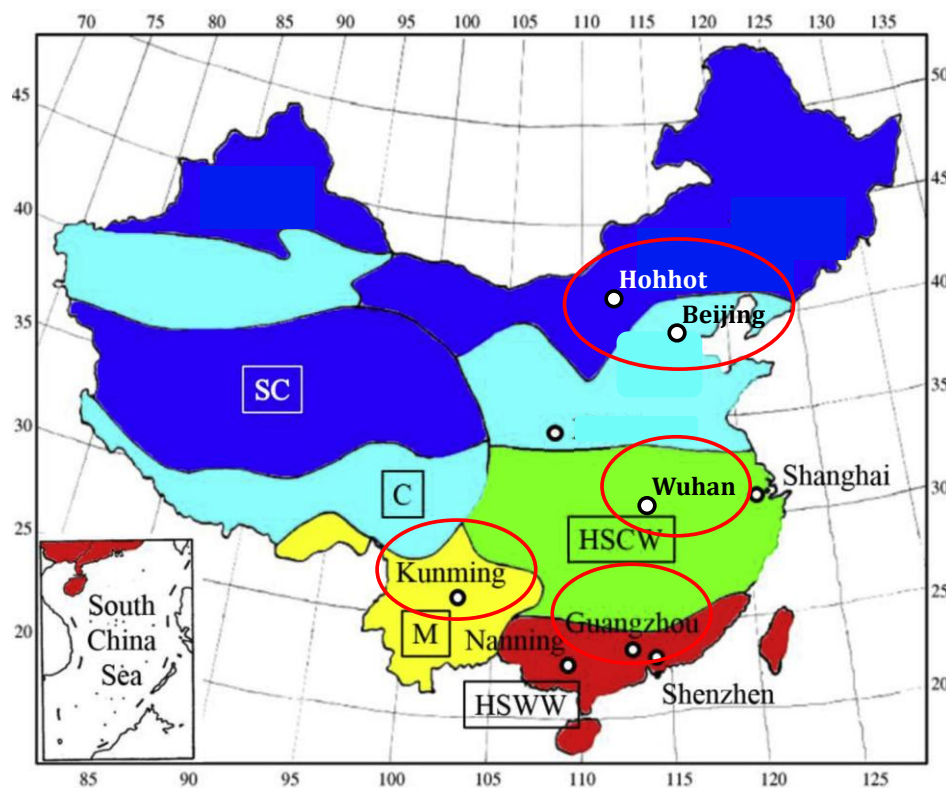 70 75 80 85 90 95 100 105 110 115 120 125 130 135
45
40
35
30
25
20
50
45
40
35
30
25
20
Hohhot
Beijing
SC
C
Wuhan
Shanghai
HSCW
Kunming
M
Nanning
Guangzhou
Shenzhen
HSWW
South
China
Sea
85 90 95 100 105 110 115 120 125